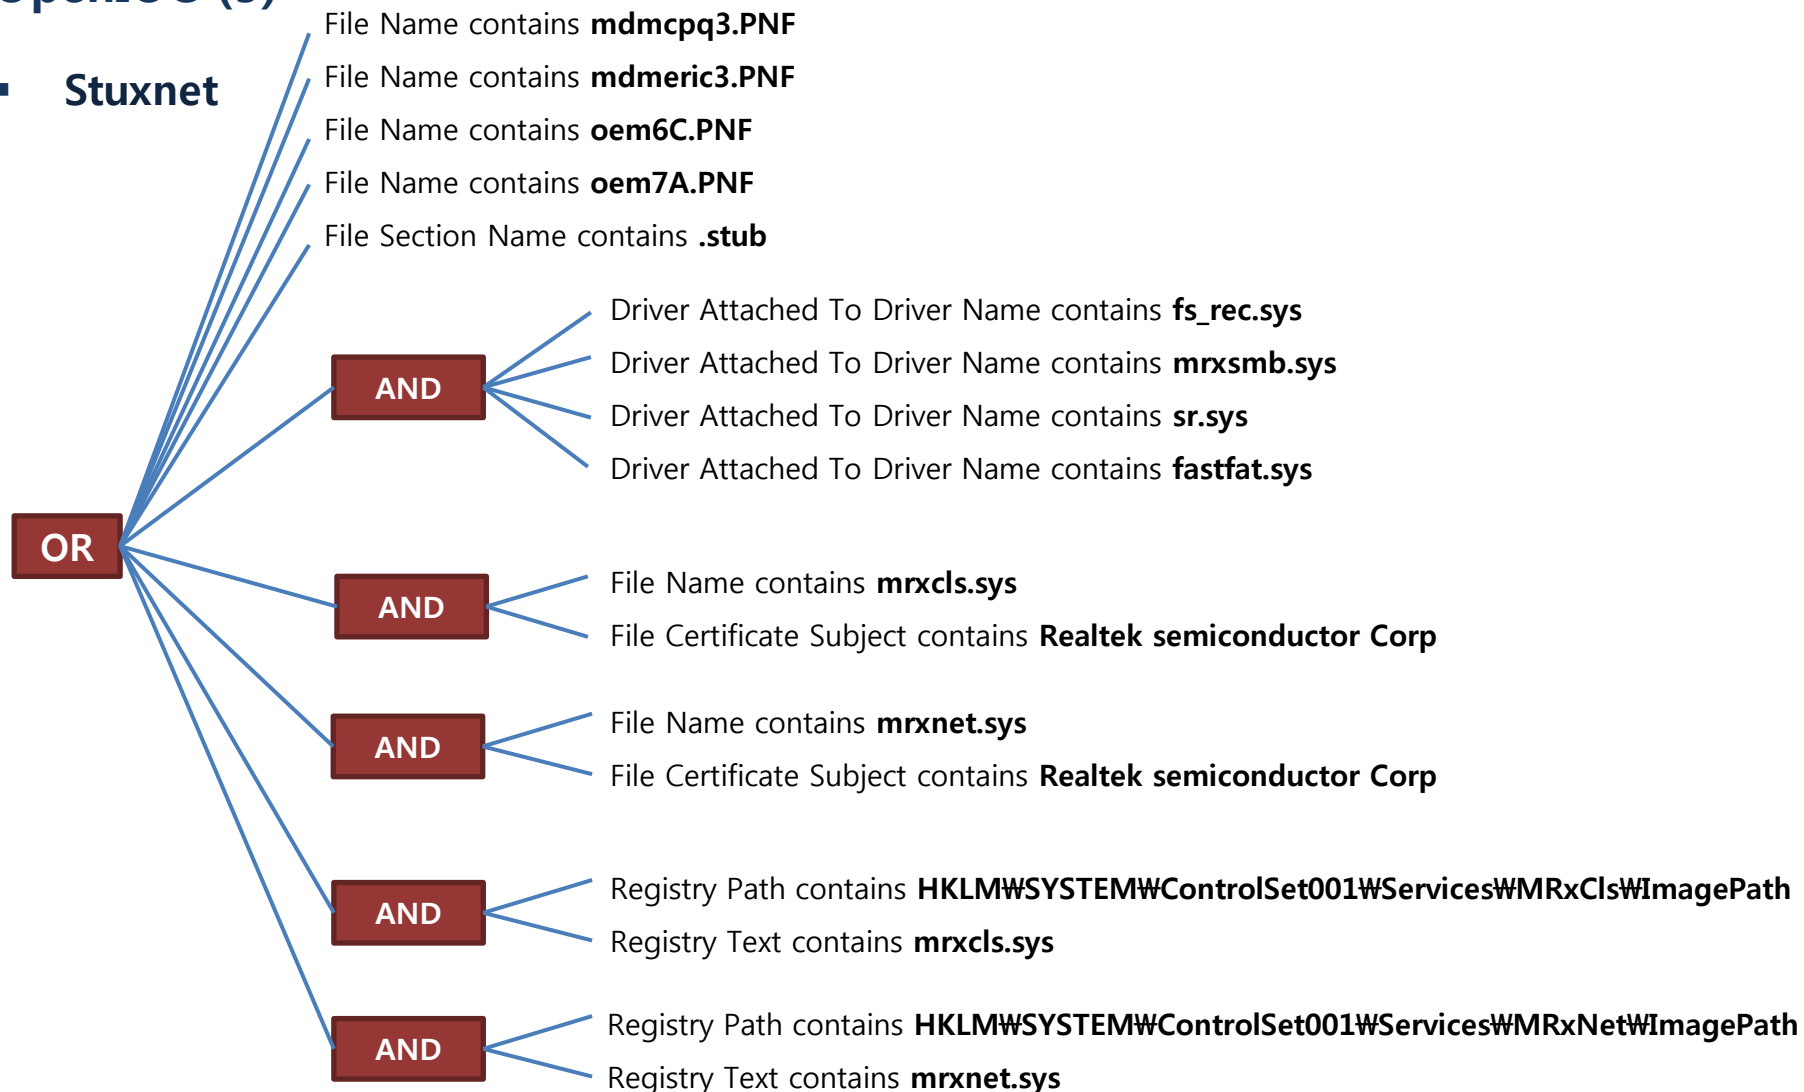 ▪ Stuxnet
File Name contains mdmcpq3.PNF
File Name contains mdmeric3.PNF
File Name contains oem6C.PNF
File Name contains oem7A.PNF
File Section Name contains .stub
OR
AND
Driver Attached To Driver Name contains fs_rec.sys
Driver Attached To Driver Name contains mrxsmb.sys
Driver Attached To Driver Name contains sr.sys
Driver Attached To Driver Name contains fastfat.sys
AND
File Name contains mrxcls.sys
File Certificate Subject contains Realtek semiconductor Corp
AND
File Name contains mrxnet.sys
File Certificate Subject contains Realtek semiconductor Corp
AND
Registry Path contains HKLM₩SYSTEM₩ControlSet001₩Services₩MRxCls₩ImagePath
Registry Text contains mrxcls.sys
AND
Registry Path contains HKLM₩SYSTEM₩ControlSet001₩Services₩MRxNet₩ImagePath
Registry Text contains mrxnet.sys